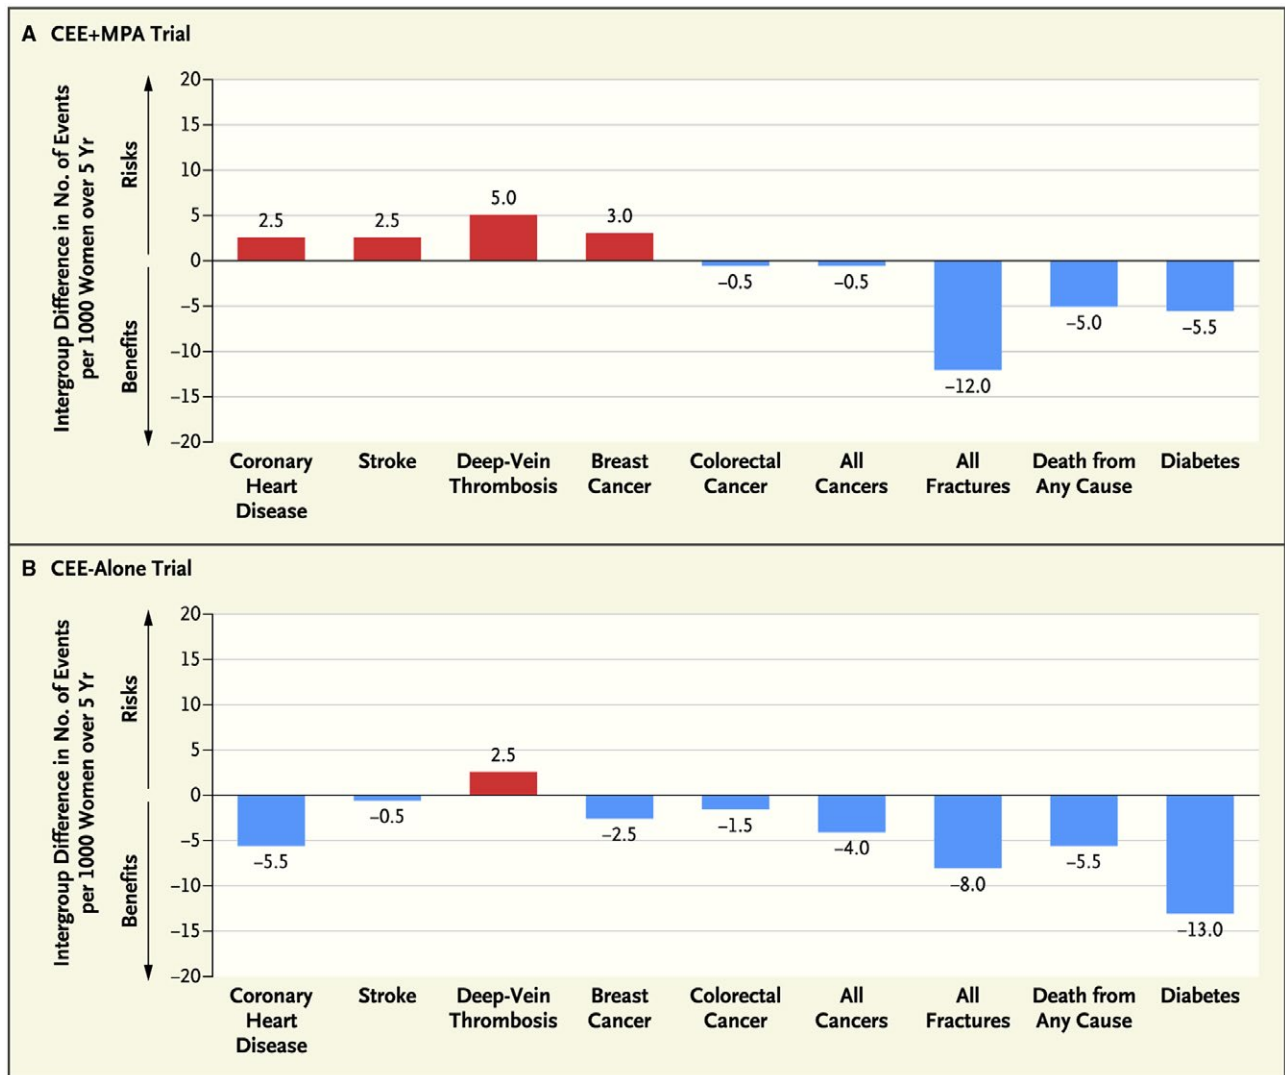 A CEE+MPA Trial
Intergroup Difference in No. of Events
per 1000 Women over 5 Yr
Risks
Benefits
20
15
10
5
0
–5
–10
–15
–20
2.5
2.5
5.0
3.0
–0.5
–0.5
–12.0
–5.0
–5.5
Coronary
Heart
Disease
Stroke
Deep-Vein
Thrombosis
Breast
Cancer
Colorectal
Cancer
All
Cancers
All
Fractures
Death from
Any Cause
Diabetes
B CEE-Alone Trial
Intergroup Difference in No. of Events
per 1000 Women over 5 Yr
Risks
Benefits
20
15
10
5
0
–5
–10
–15
–20
–5.5
–0.5
2.5
–2.5
–1.5
–4.0
–8.0
–5.5
–13.0
Coronary
Heart
Disease
Stroke
Deep-Vein
Thrombosis
Breast
Cancer
Colorectal
Cancer
All
Cancers
All
Fractures
Death from
Any Cause
Diabetes